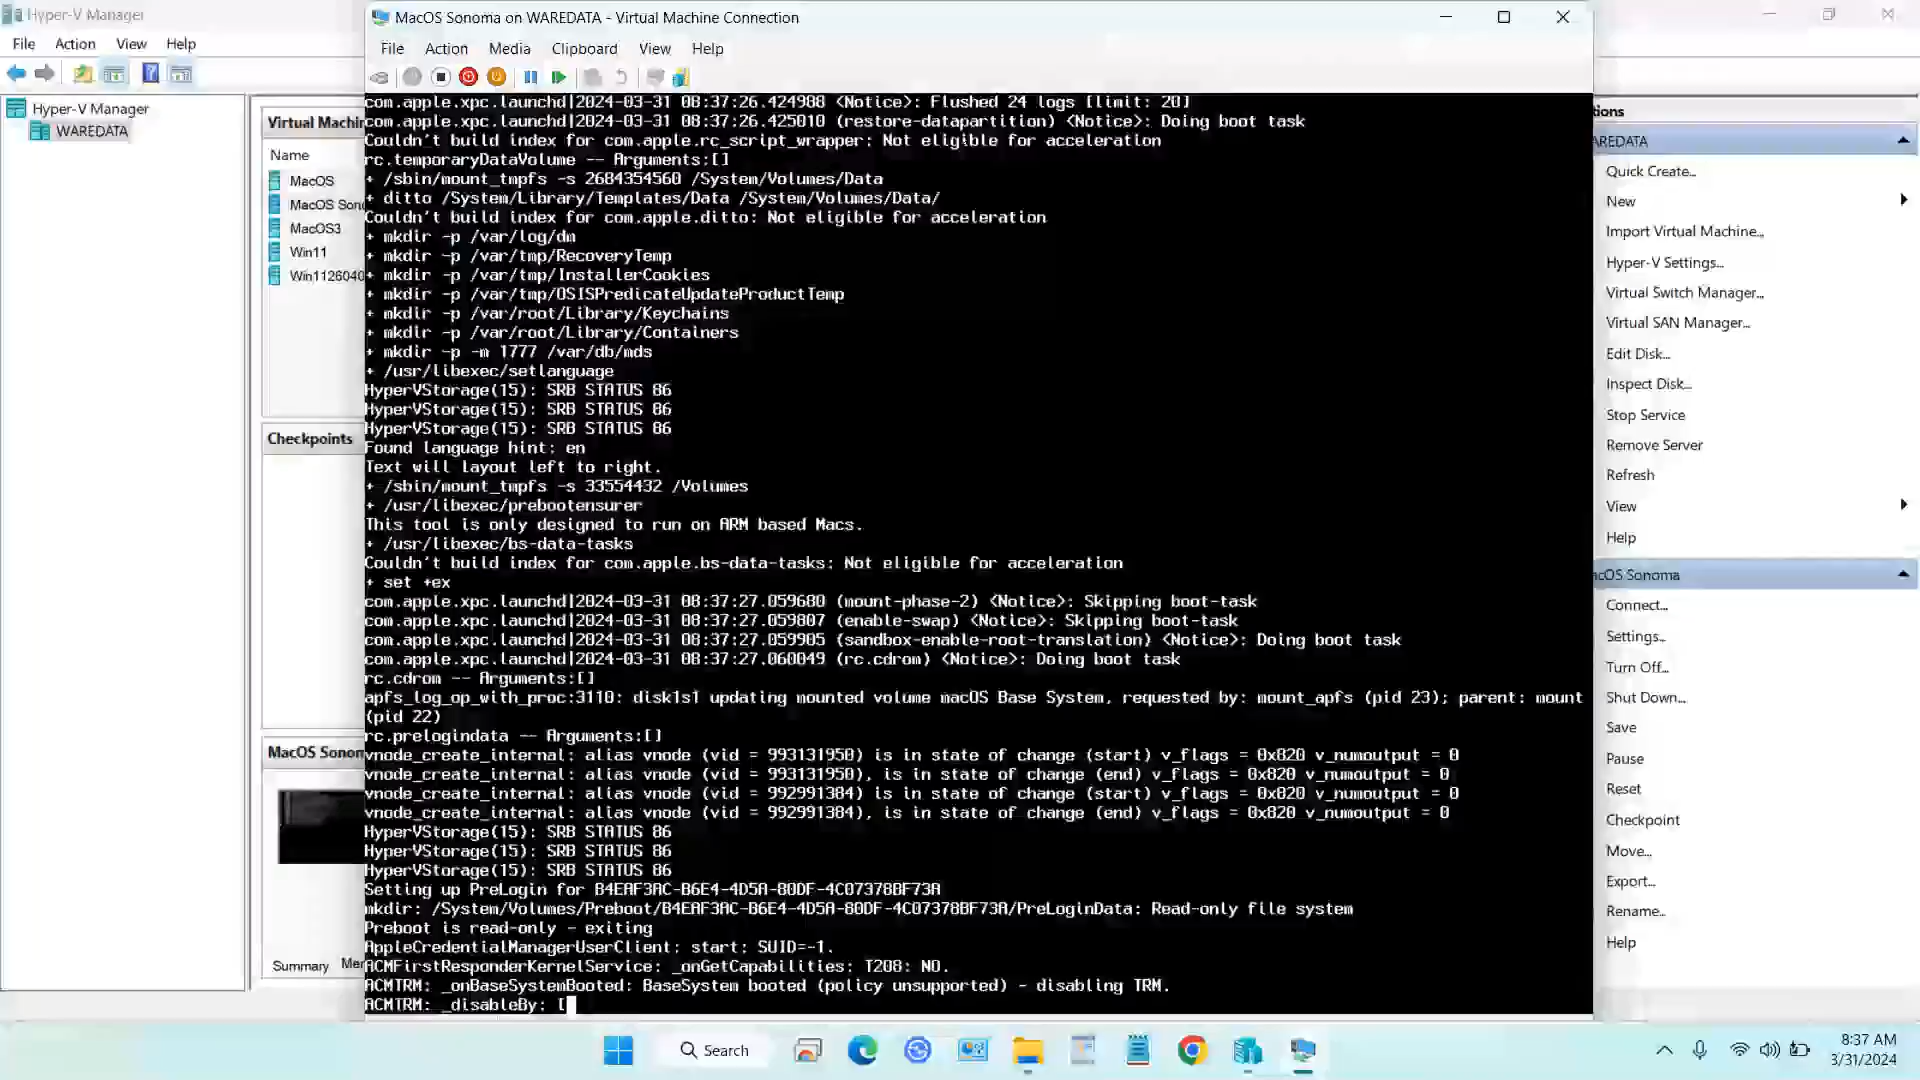 Hyper-V Manager
File Action View Help
Hyper-V Manager
WAREDATA
Virtual Machin
Name
MacOS
MacOS Sono
MacOS3
Win11
Win1126040
Checkpoints
MacOS Sonom
Summary Mem
MacOS Sonoma on WAREDATA - Virtual Machine Connection
File Action Media Clipboard View Help
com.apple.xpc.launchd|2024-03-31 08:37:26.424988 <Notice>: Flushed 24 logs [limit: 20]
com.apple.xpc.launchd|2024-03-31 08:37:26.425010 (restore-datapartition) <Notice>: Doing boot task
Couldn't build index for com.apple.rc_script_wrapper: Not eligible for acceleration
rc.temporaryDataVolume -- Arguments:[]
+ /sbin/mount_tmpfs -s 2684354560 /System/Volumes/Data
+ ditto /System/Library/Templates/Data /System/Volumes/Data/
Couldn't build index for com.apple.ditto: Not eligible for acceleration
+ mkdir -p /var/log/dm
+ mkdir -p /var/tmp/RecoveryTemp
+ mkdir -p /var/tmp/InstallerCookies
+ mkdir -p /var/tmp/OSISPredicateUpdateProductTemp
+ mkdir -p /var/root/Library/Keychains
+ mkdir -p /var/root/Library/Containers
+ mkdir -p -m 1777 /var/db/mds
+ /usr/libexec/setlanguage
HyperVStorage(15): SRB STATUS 86
HyperVStorage(15): SRB STATUS 86
HyperVStorage(15): SRB STATUS 86
Found language hint: en
Text will layout left to right.
+ /sbin/mount_tmpfs -s 33554432 /Volumes
+ /usr/libexec/prebootensurer
This tool is only designed to run on ARM based Macs.
+ /usr/libexec/bs-data-tasks
Couldn't build index for com.apple.bs-data-tasks: Not eligible for acceleration
+ set +ex
com.apple.xpc.launchd|2024-03-31 08:37:27.059680 (mount-phase-2) <Notice>: Skipping boot-task
com.apple.xpc.launchd|2024-03-31 08:37:27.059807 (enable-swap) <Notice>: Skipping boot-task
com.apple.xpc.launchd|2024-03-31 08:37:27.059905 (sandbox-enable-root-translation) <Notice>: Doing boot task
com.apple.xpc.launchd|2024-03-31 08:37:27.060049 (rc.cdrom) <Notice>: Doing boot task
rc.cdrom -- Arguments:[]
apfs_log_op_with_proc:3110: disk1s1 updating mounted volume macOS Base System, requested by: mount_apfs (pid 23); parent: mount
(pid 22)
rc.prelogindata -- Arguments:[]
vnode_create_internal: alias vnode (vid = 993131950) is in state of change (start) v_flags = 0x820 v_numoutput = 0
vnode_create_internal: alias vnode (vid = 993131950), is in state of change (end) v_flags = 0x820 v_numoutput = 0
vnode_create_internal: alias vnode (vid = 992991384) is in state of change (start) v_flags = 0x820 v_numoutput = 0
vnode_create_internal: alias vnode (vid = 992991384), is in state of change (end) v_flags = 0x820 v_numoutput = 0
HyperVStorage(15): SRB STATUS 86
HyperVStorage(15): SRB STATUS 86
HyperVStorage(15): SRB STATUS 86
Setting up PreLogin for B4EAF3AC-B6E4-4D5A-80DF-4C07378BF73A
mkdir: /System/Volumes/Preboot/B4EAF3AC-B6E4-4D5A-80DF-4C07378BF73A/PreLoginData: Read-only file system
Preboot is read-only - exiting
AppleCredentialManagerUserClient: start: SUID=-1.
ACMFirstResponderKernelService: _onGetCapabilities: T208: NO.
ACMTRM: _onBaseSystemBooted: BaseSystem booted (policy unsupported) - disabling TRM.
ACMTRM: _disableBy: [
tions
AREDATA
Quick Create...
New
Import Virtual Machine...
Hyper-V Settings...
Virtual Switch Manager...
Virtual SAN Manager...
Edit Disk...
Inspect Disk...
Stop Service
Remove Server
Refresh
View
Help
acOS Sonoma
Connect...
Settings...
Turn Off...
Shut Down...
Save
Pause
Reset
Checkpoint
Move...
Export...
Rename...
Help
Search
8:37 AM
3/31/2024